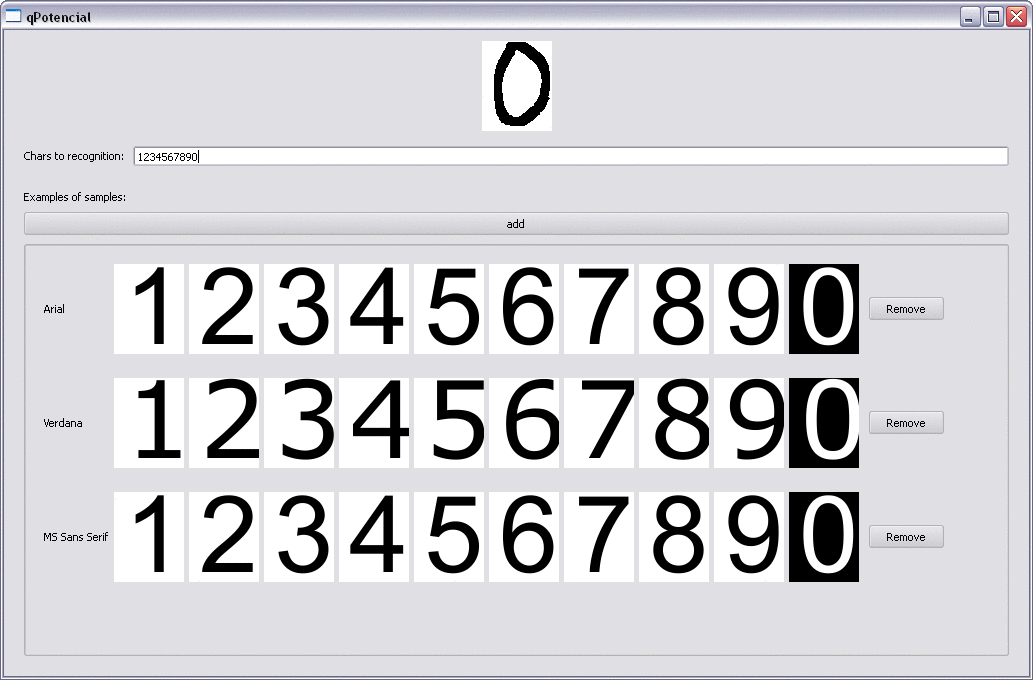 qPotencial
0
Chars to recognition: 1234567890
Examples of samples:
add
Arial 1 2 3 4 5 6 7 8 9 0 Remove
Verdana 1 2 3 4 5 6 7 8 9 0 Remove
MS Sans Serif 1 2 3 4 5 6 7 8 9 0 Remove